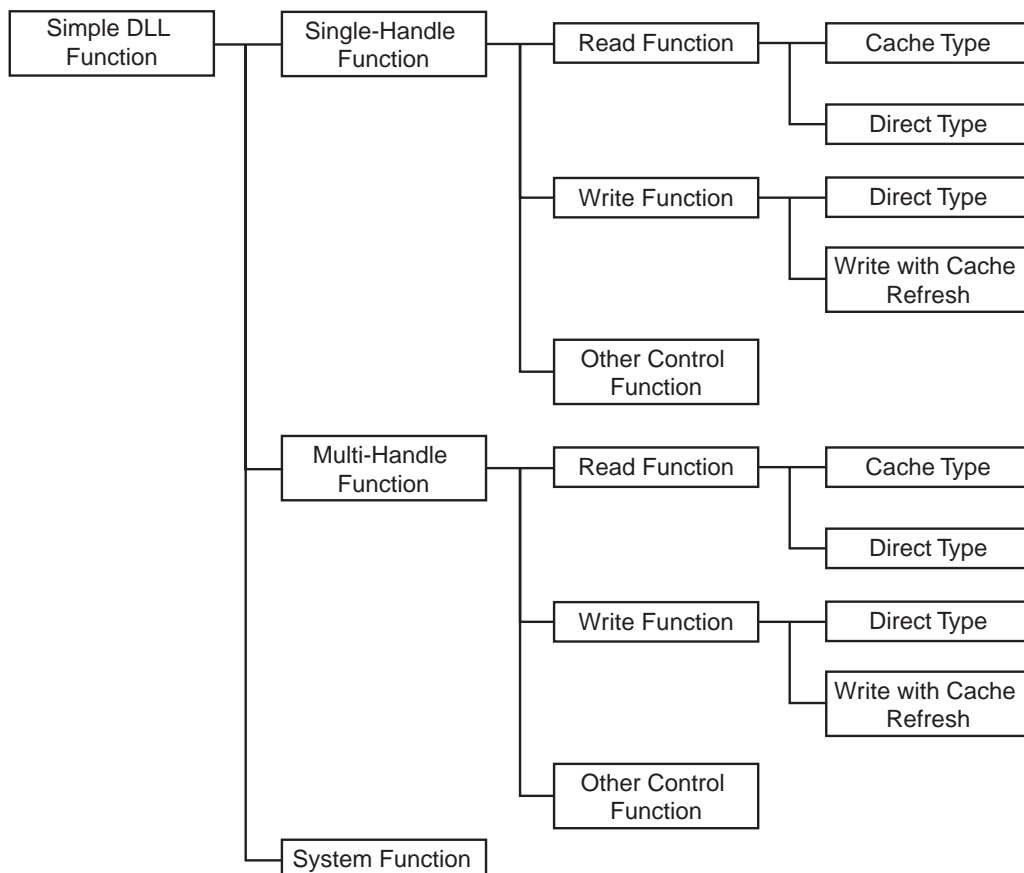 Simple DLL
Function
Single-Handle
Function
Read Function
Cache Type
Direct Type
Write Function
Direct Type
Write with Cache
Refresh
Other Control
Function
Multi-Handle
Function
Read Function
Cache Type
Direct Type
Write Function
Direct Type
Write with Cache
Refresh
Other Control
Function
System Function